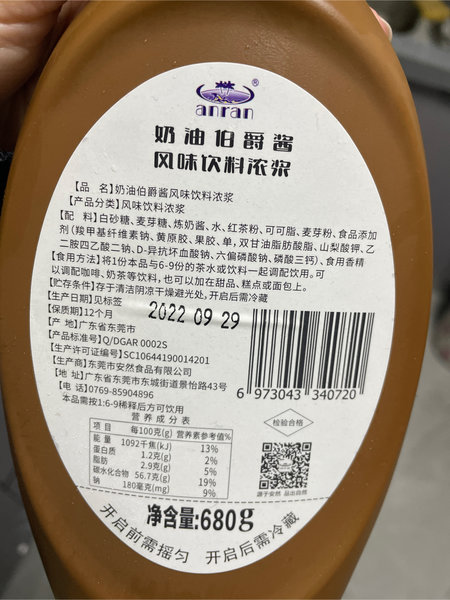 ®
anran
奶油伯爵酱
风味饮料浓浆
【品 名】奶油伯爵酱风味饮料浓浆
【产品分类】风味饮料浓浆
【配 料】白砂糖、麦芽糖、炼奶酱、水、红茶粉、可可脂、麦芽粉、食品添加
剂（羧甲基纤维素钠、黄原胶、果胶、单，双甘油脂肪酸脂、山梨酸钾、乙
二胺四乙酸二钠、D-异抗坏血酸钠、六偏磷酸钠、磷酸三钙）、食用香精
【食用方法】将1份本品与6-9份的茶水或饮料一起调配饮用。可
以调配咖啡、奶茶等饮料，也可以加在甜品、糕点或面包上。
【贮存条件】存于清洁阴凉干燥避光处，开启后需冷藏
【生产日期】见标签
2022 09 29
【保质期】12个月
【产 地】广东省东莞市
【产品标准号】Q/DGAR 0002S
【生产许可证编号】SC10644190014201
【生产商】东莞市安然食品有限公司
【地 址】广东省东莞市东城街道景怡路43号
【电 话】0769-85904896
本品需按1:6-9稀释后方可饮用
6 973043 340720
营养成分表
项目 每100克(g) 营养素参考值%
能量 1092千焦(kJ) 13%
蛋白质 1.2克(g) 2%
脂肪 2.9克(g) 5%
碳水化合物 56.7克(g) 19%
钠 180毫克(mg) 9%
检验合格
源于安然 品出自然
净含量:680g
开启前需摇匀 开启后需冷藏